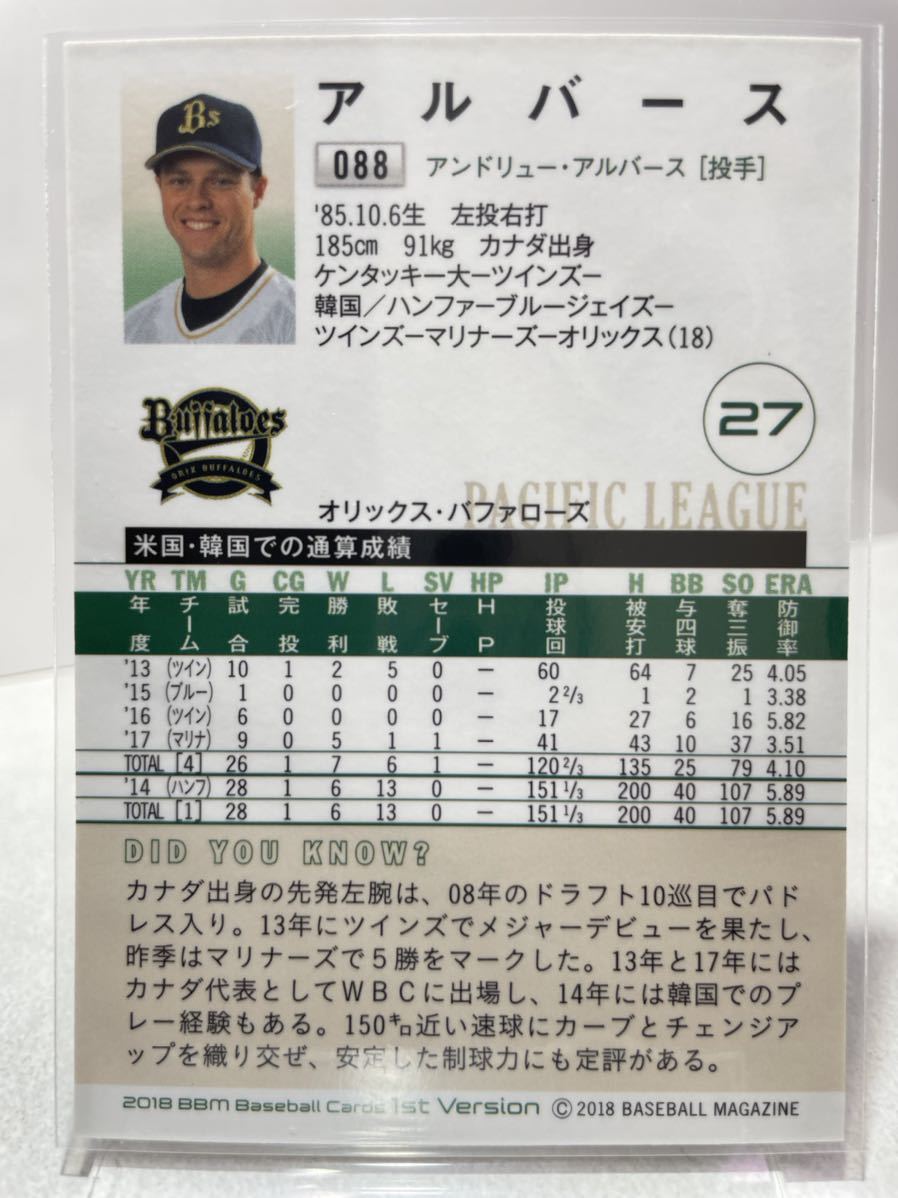 Bs
アルバース
088 アンドリュー・アルバース [投手]
'85.10.6生 左投右打
185cm 91kg カナダ出身
ケンタッキー大ーツインズー
韓国/ハンファーブルージェイズー
ツインズーマリナーズーオリックス(18)
27
Buffaloes
ORIX BUFFALOES
PACIFIC LEAGUE
オリックス・バファローズ
米国・韓国での通算成績
YR TM G CG W L SV HP IP H BB SO ERA
年度 チーム 試合 完投 勝利 敗戦 セーブ HP 投球回 被安打 与四球 奪三振 防御率
'13 (ツイン) 10 1 2 5 0 ー 60 64 7 25 4.05
'15 (ブルー) 1 0 0 0 0 ー 2 2/3 1 2 1 3.38
'16 (ツイン) 6 0 0 0 0 ー 17 27 6 16 5.82
'17 (マリナ) 9 0 5 1 1 ー 41 43 10 37 3.51
TOTAL [4] 26 1 7 6 1 ー 120 2/3 135 25 79 4.10
'14 (ハンフ) 28 1 6 13 0 ー 151 1/3 200 40 107 5.89
TOTAL [1] 28 1 6 13 0 ー 151 1/3 200 40 107 5.89
DID YOU KNOW?
カナダ出身の先発左腕は、08年のドラフト10巡目でパド
レス入り。13年にツインズでメジャーデビューを果たし、
昨季はマリナーズで5勝をマークした。13年と17年には
カナダ代表としてWBCに出場し、14年には韓国でのプ
レー経験もある。150㌔近い速球にカーブとチェンジア
ップを織り交ぜ、安定した制球力にも定評がある。
2018 BBM Baseball Cards 1st Version © 2018 BASEBALL MAGAZINE